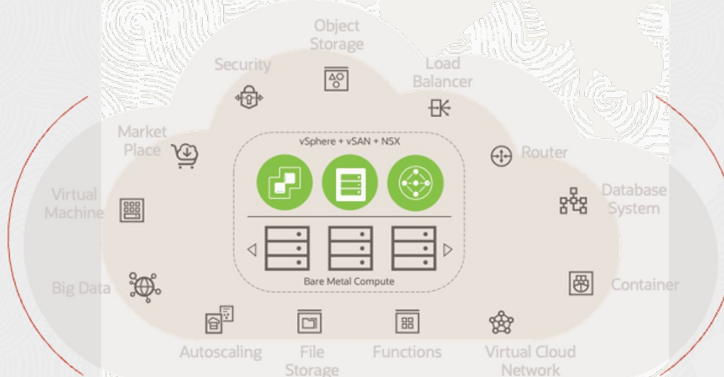 Object
Storage
Security
Load
Balancer
Market
Place
vSphere + vSAN + NSX
Router
Virtual
Machine
Database
System
Big Data
Bare Metal Compute
Container
Autoscaling
File
Storage
Functions
Virtual Cloud
Network